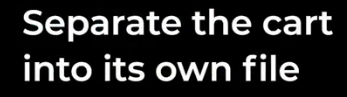 Separate the cart
into its own file